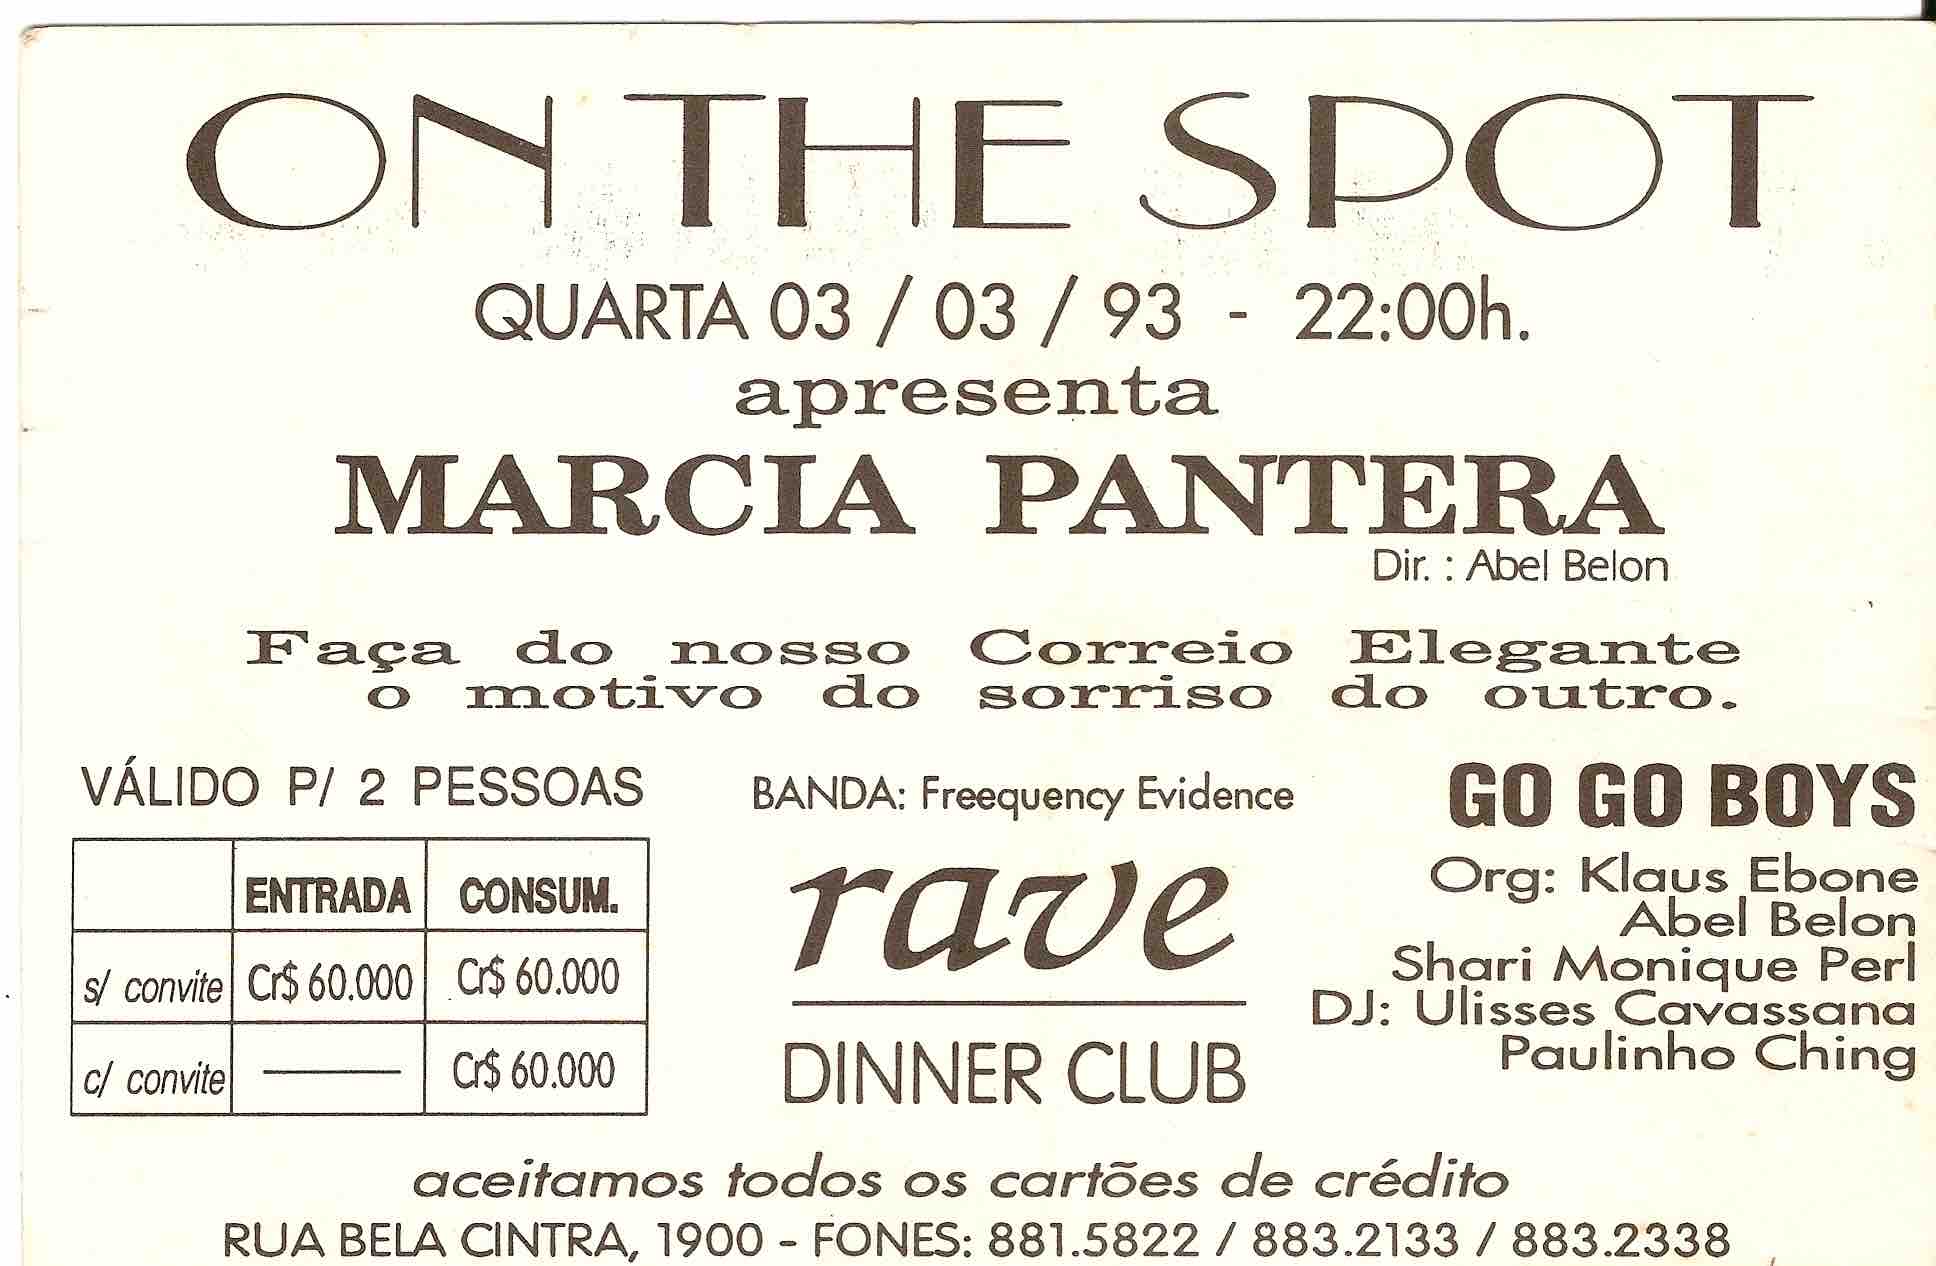 ON THE SPOT
QUARTA 03 / 03 / 93 - 22:00h.
apresenta
MARCIA PANTERA
Dir. : Abel Belon
Faça do nosso Correio Elegante
o motivo do sorriso do outro.
VÁLIDO P/ 2 PESSOAS
ENTRADA CONSUM.
s/ convite Cr$ 60.000 Cr$ 60.000
c/ convite ——— Cr$ 60.000
BANDA: Freequency Evidence
rave
DINNER CLUB
GO GO BOYS
Org: Klaus Ebone
Abel Belon
Shari Monique Perl
DJ: Ulisses Cavassana
Paulinho Ching
aceitamos todos os cartões de crédito
RUA BELA CINTRA, 1900 - FONES: 881.5822 / 883.2133 / 883.2338